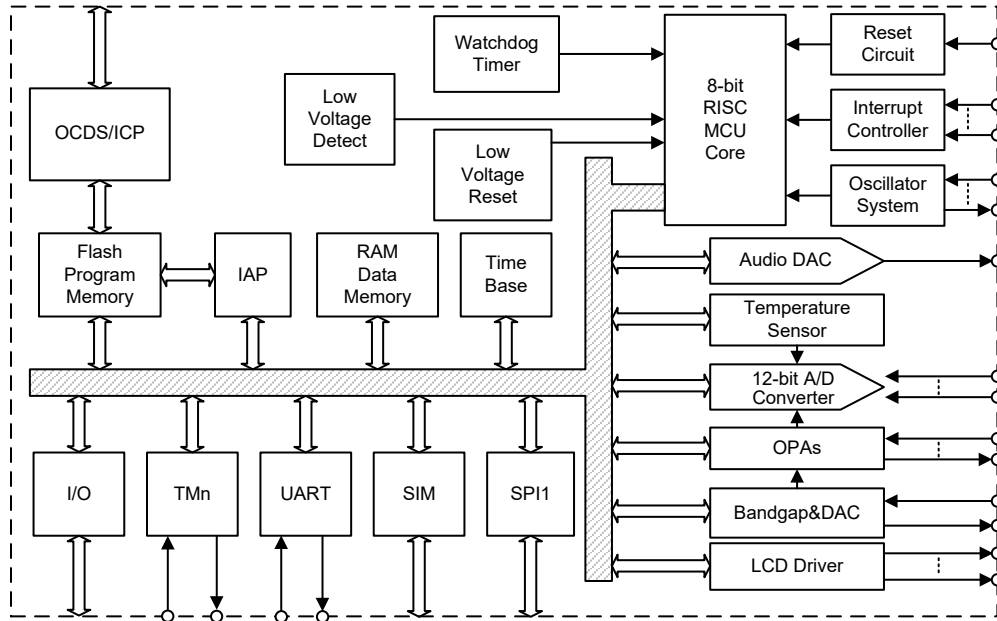 Watchdog
Timer
Reset
Circuit
OCDS/ICP
Low
Voltage
Detect
8-bit
RISC
MCU
Core
Interrupt
Controller
Low
Voltage
Reset
Oscillator
System
Flash
Program
Memory
IAP
RAM
Data
Memory
Time
Base
Audio DAC
Temperature
Sensor
12-bit A/D
Converter
OPAs
I/O
TMn
UART
SIM
SPI1
Bandgap&DAC
LCD Driver